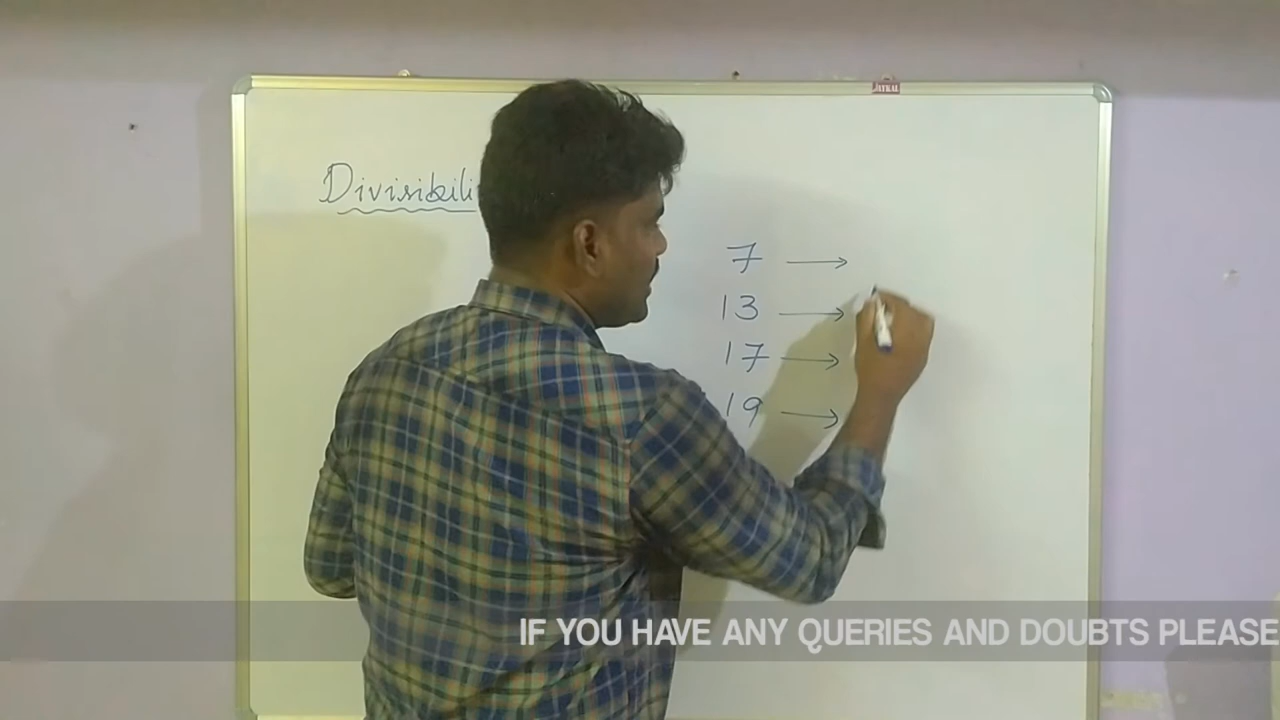 Divisibili
7 →
13 →
17 →
19 →
IF YOU HAVE ANY QUERIES AND DOUBTS PLEASE